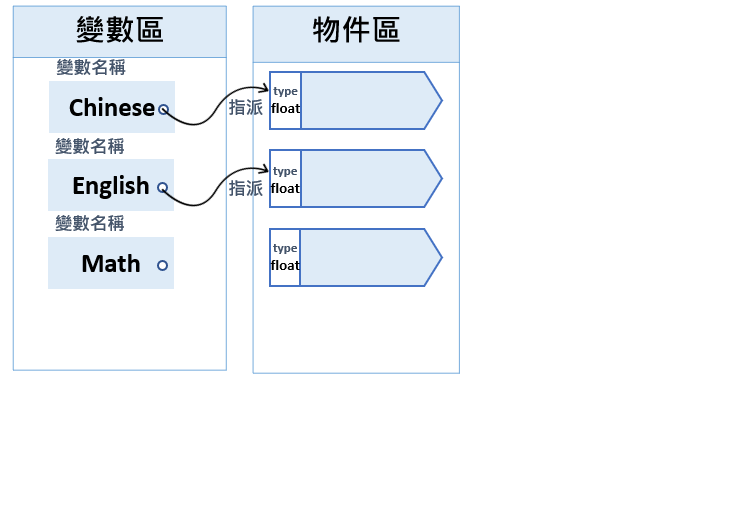 變數區
變數名稱
Chinese
變數名稱
English
變數名稱
Math
指派
指派
物件區
type
float
type
float
type
float